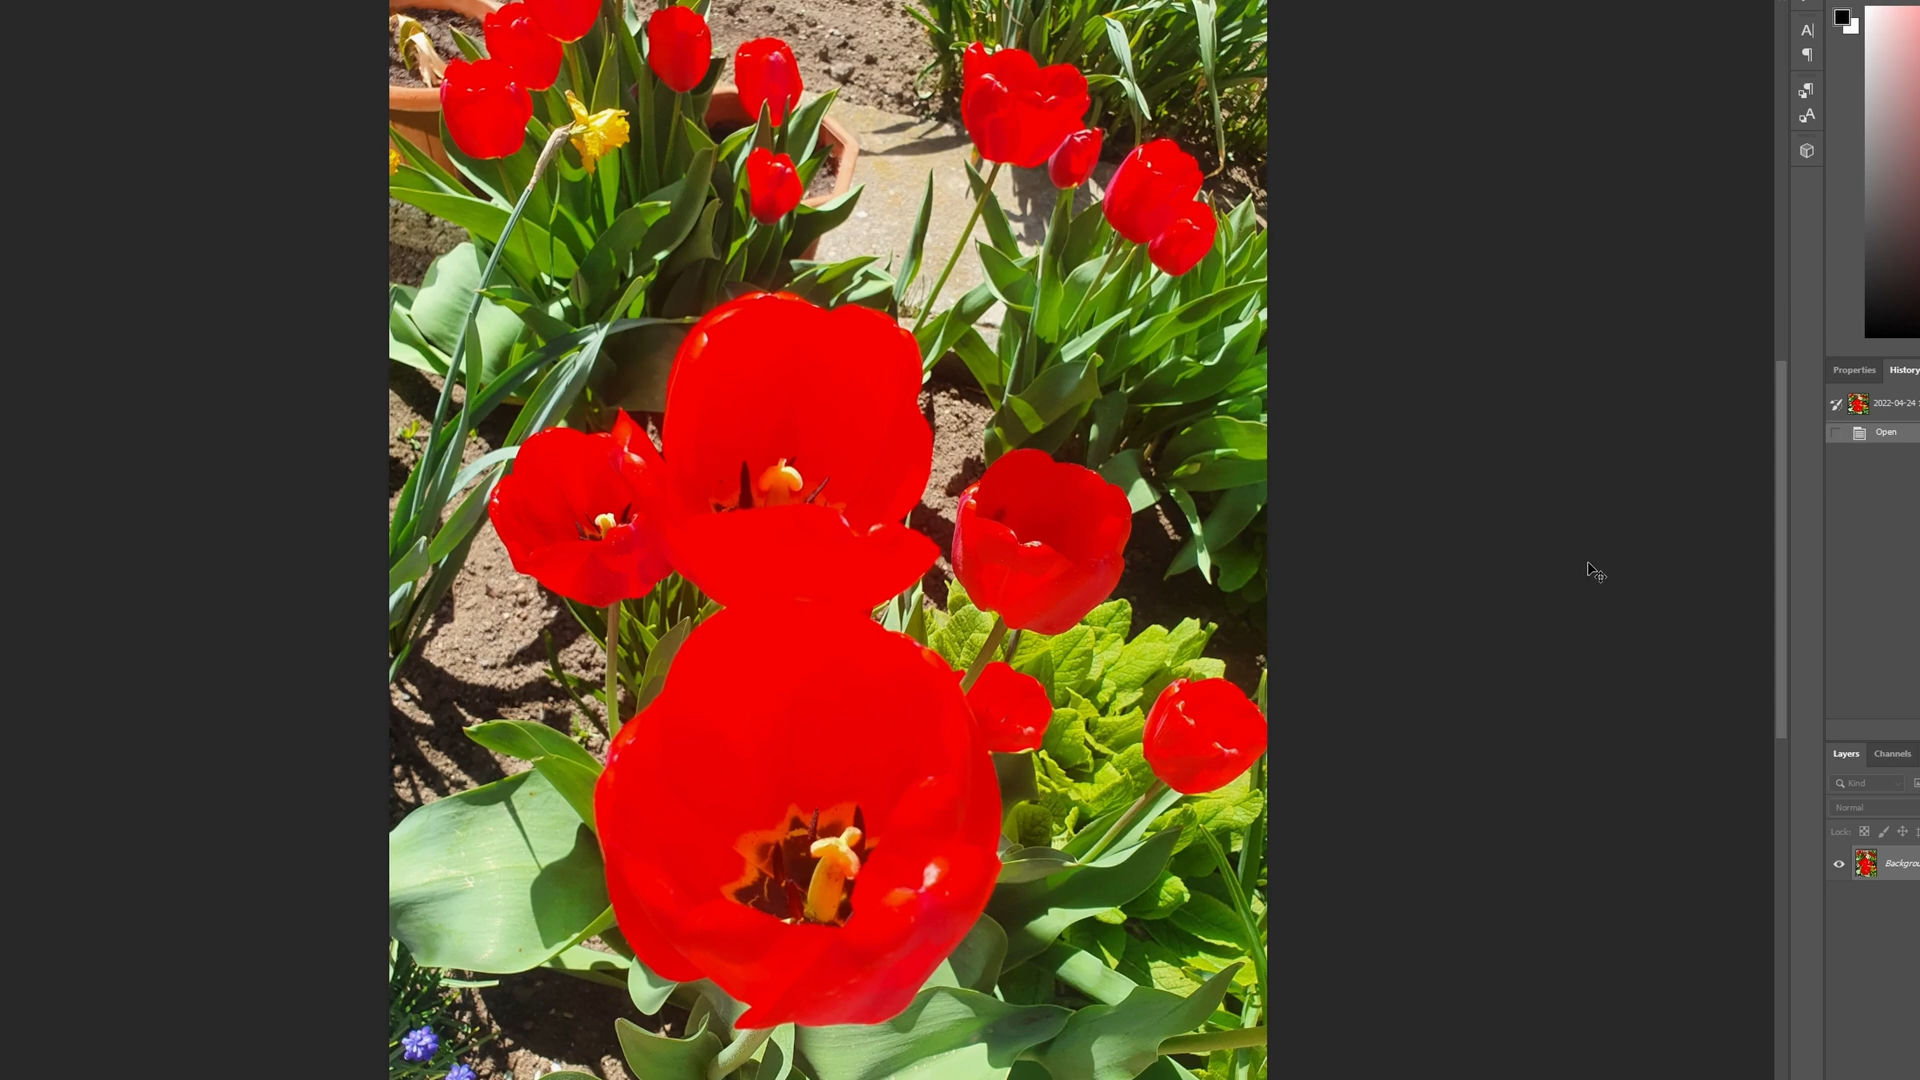 A|
Properties
History
2022-04-24
Open
Layers
Channels
Kind
Normal
Lock:
Backgrou